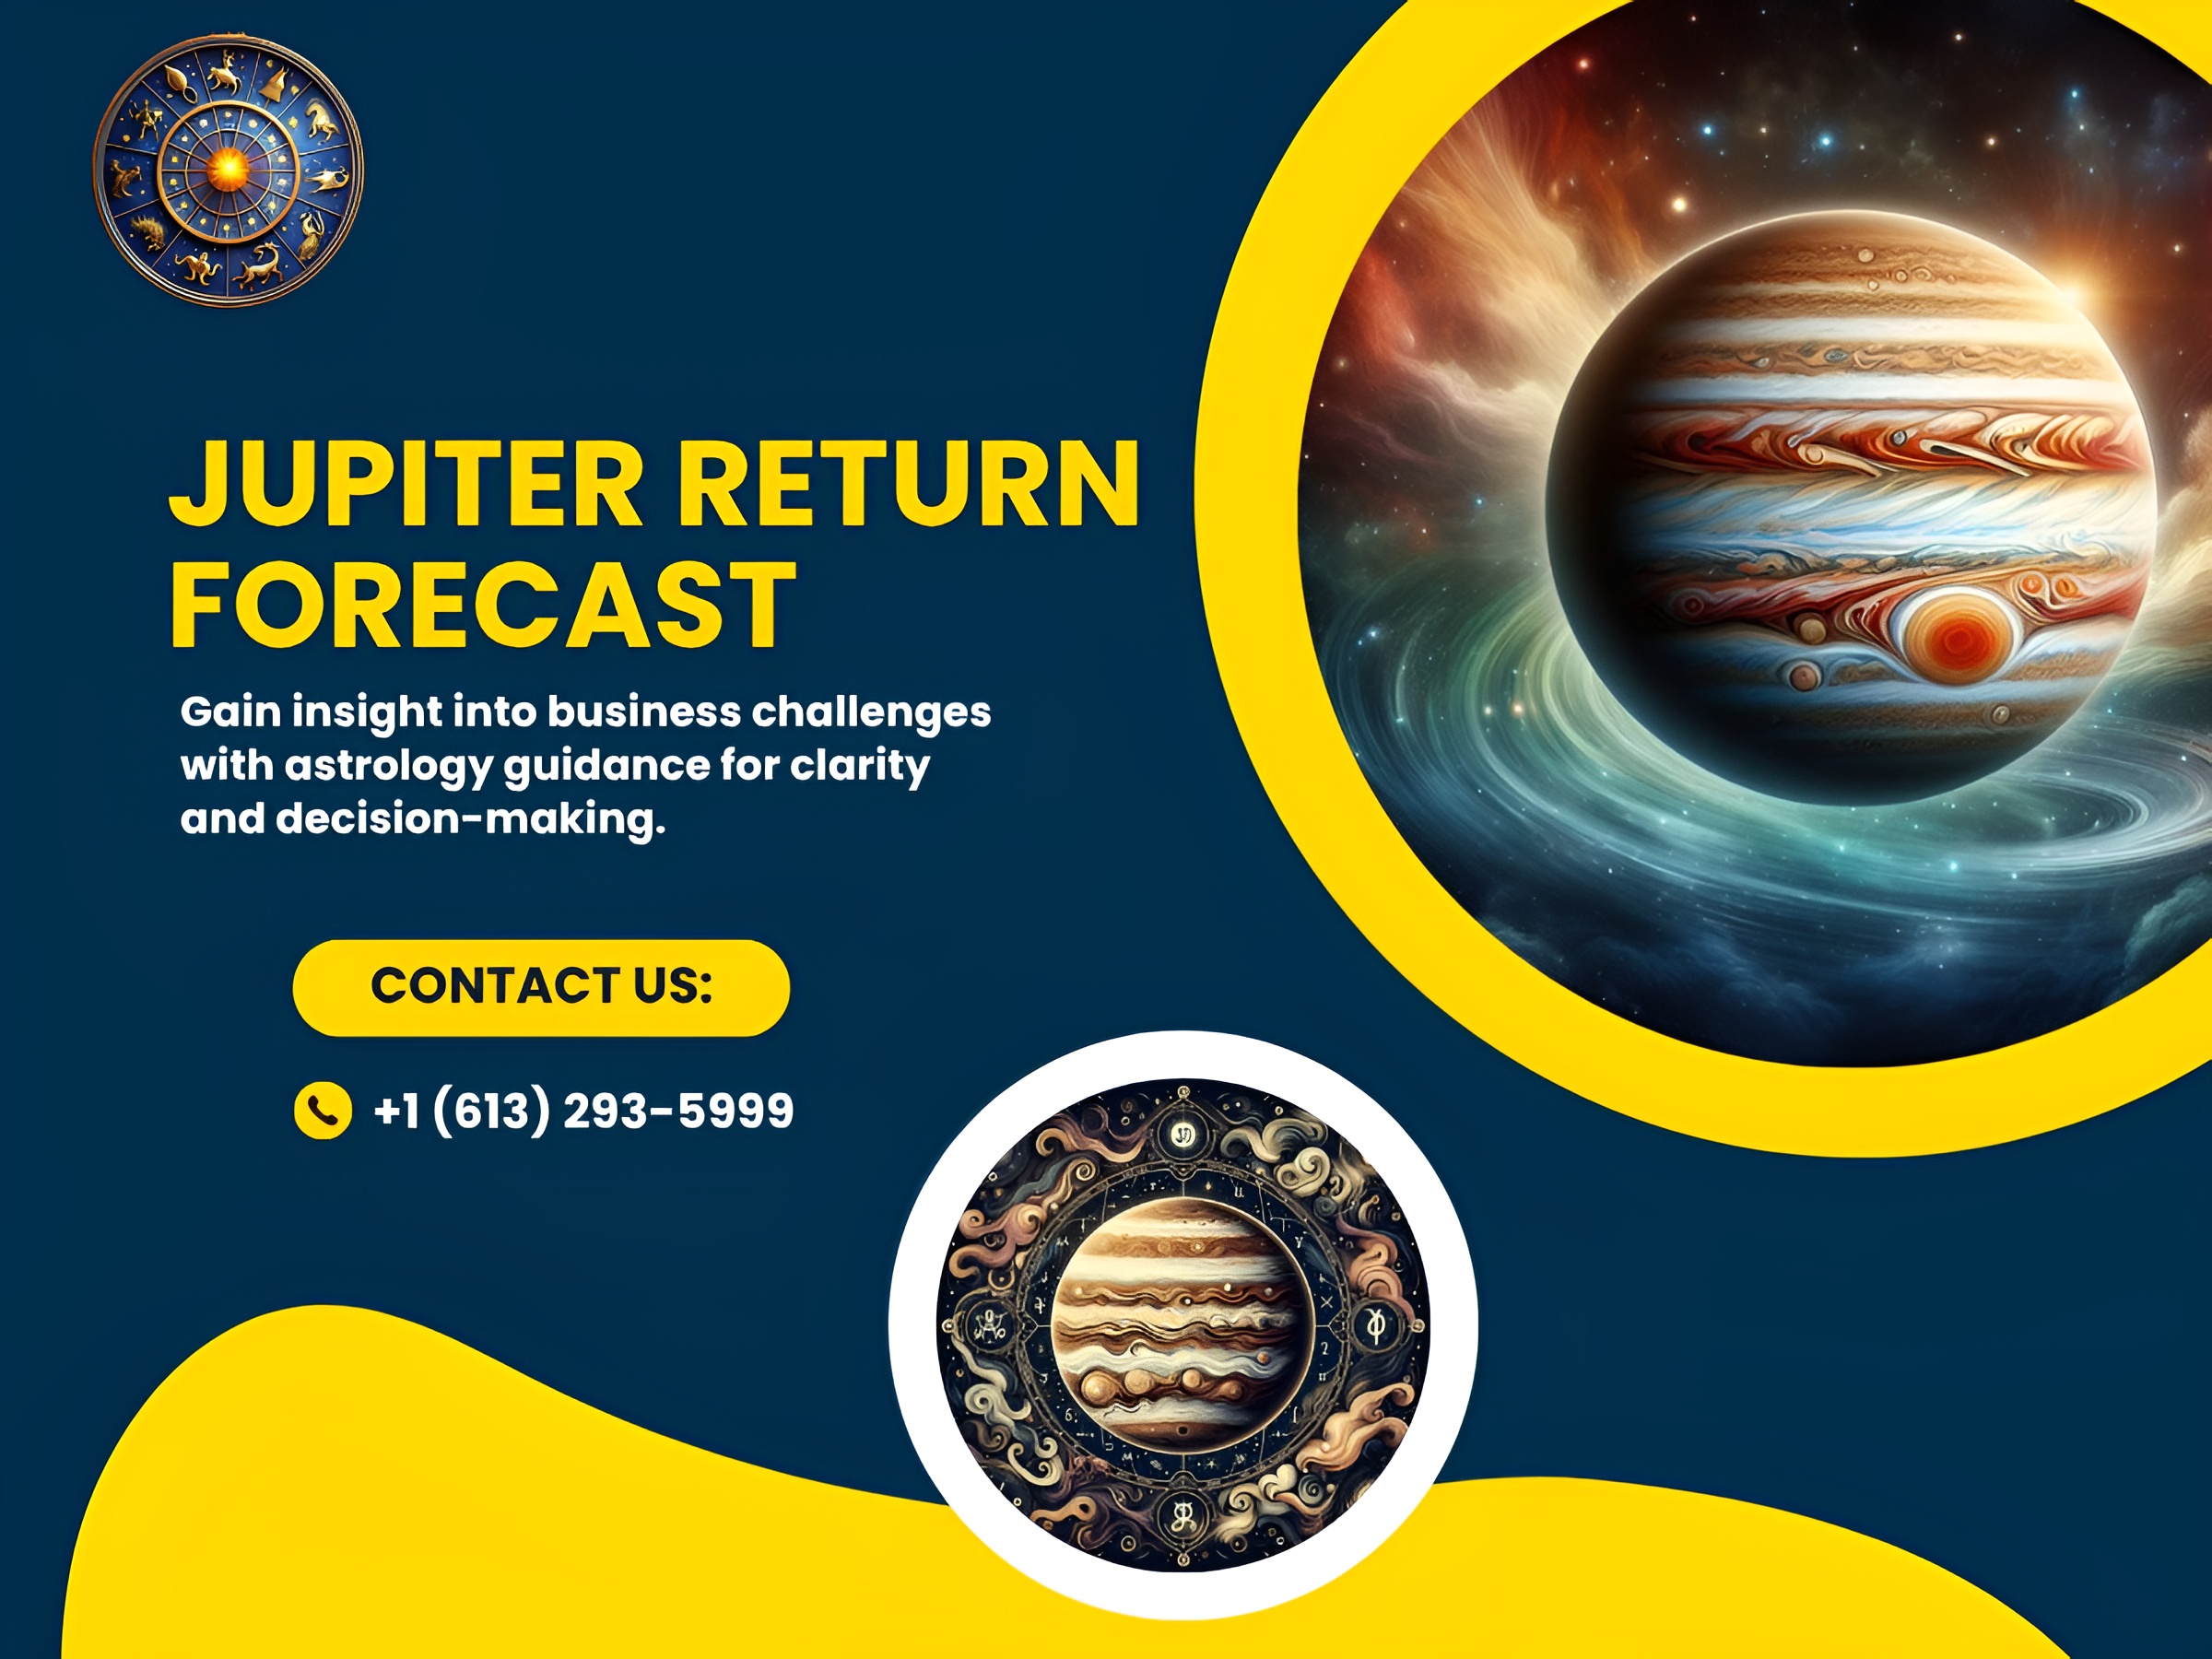 JUPITER RETURN
FORECAST
Gain insight into business challenges
with astrology guidance for clarity
and decision-making.
CONTACT US:
+1 (613) 293-5999